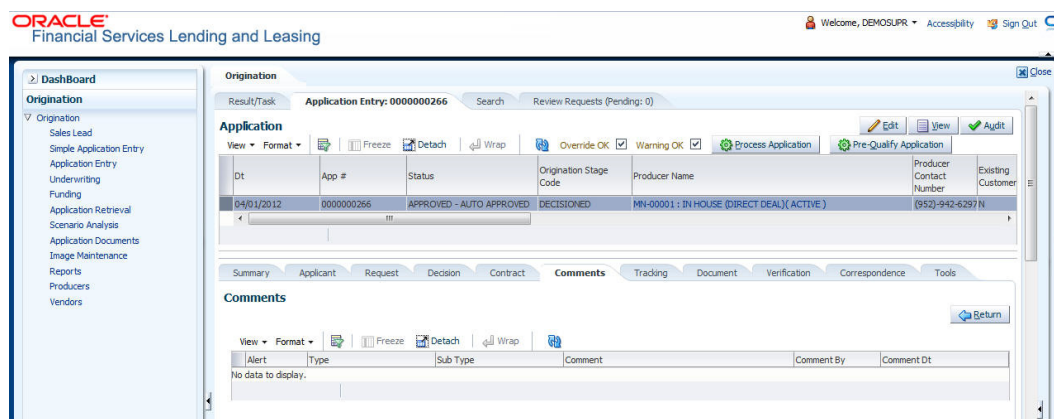 ORACLE®
Financial Services Lending and Leasing
Welcome, DEMOSUPR Accessibility Sign Out
Close
DashBoard
Origination
Origination
Sales Lead
Simple Application Entry
Application Entry
Underwriting
Funding
Application Retrieval
Scenario Analysis
Application Documents
Image Maintenance
Reports
Producers
Vendors
Origination
Result/Task Application Entry: 0000000266 Search Review Requests (Pending: 0)
Application Edit View Audit
View Format Freeze Detach Wrap Override OK Warning OK Process Application Pre-Qualify Application
Dt App # Status Origination Stage Code Producer Name Producer Contact Number Existing Customer
04/01/2012 0000000266 APPROVED - AUTO APPROVED DECISIONED MN-00001 : IN HOUSE (DIRECT DEAL)( ACTIVE ) (952)-942-6297 N
Summary Applicant Request Decision Contract Comments Tracking Document Verification Correspondence Tools
Comments
Return
View Format Freeze Detach Wrap
Alert Type Sub Type Comment Comment By Comment Dt
No data to display.